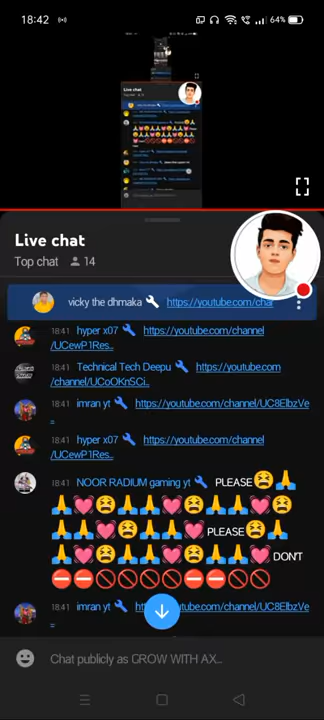 18:42
64%
Live chat
Live chat
Top chat 14
vicky the dhmaka https://youtube.com/chan
18:41 hyper x07 https://youtube.com/channel
/UCewP1Res..
18:41 Technical Tech Deepu https://youtube.com
/channel/UCoOKnSCi..
18:41 imran yt https://youtube.com/channel/UC8ElbzVe
..
18:41 hyper x07 https://youtube.com/channel
/UCewP1Res..
18:41 NOOR RADIUM gaming yt PLEASE😫🙏
🙏💓😫🙏🙏💓😫🙏🙏💓😫
🙏🙏💓😫🙏🙏💓PLEASE😫🙏
🙏💓😫🙏🙏💓😫🙏🙏💓DON'T
⛔⛔🚫🚫🚫🚫⛔⛔🚫🚫
18:41 imran yt https://youtube.com/channel/UC8ElbzVe
..
Chat publicly as GROW WITH AX...